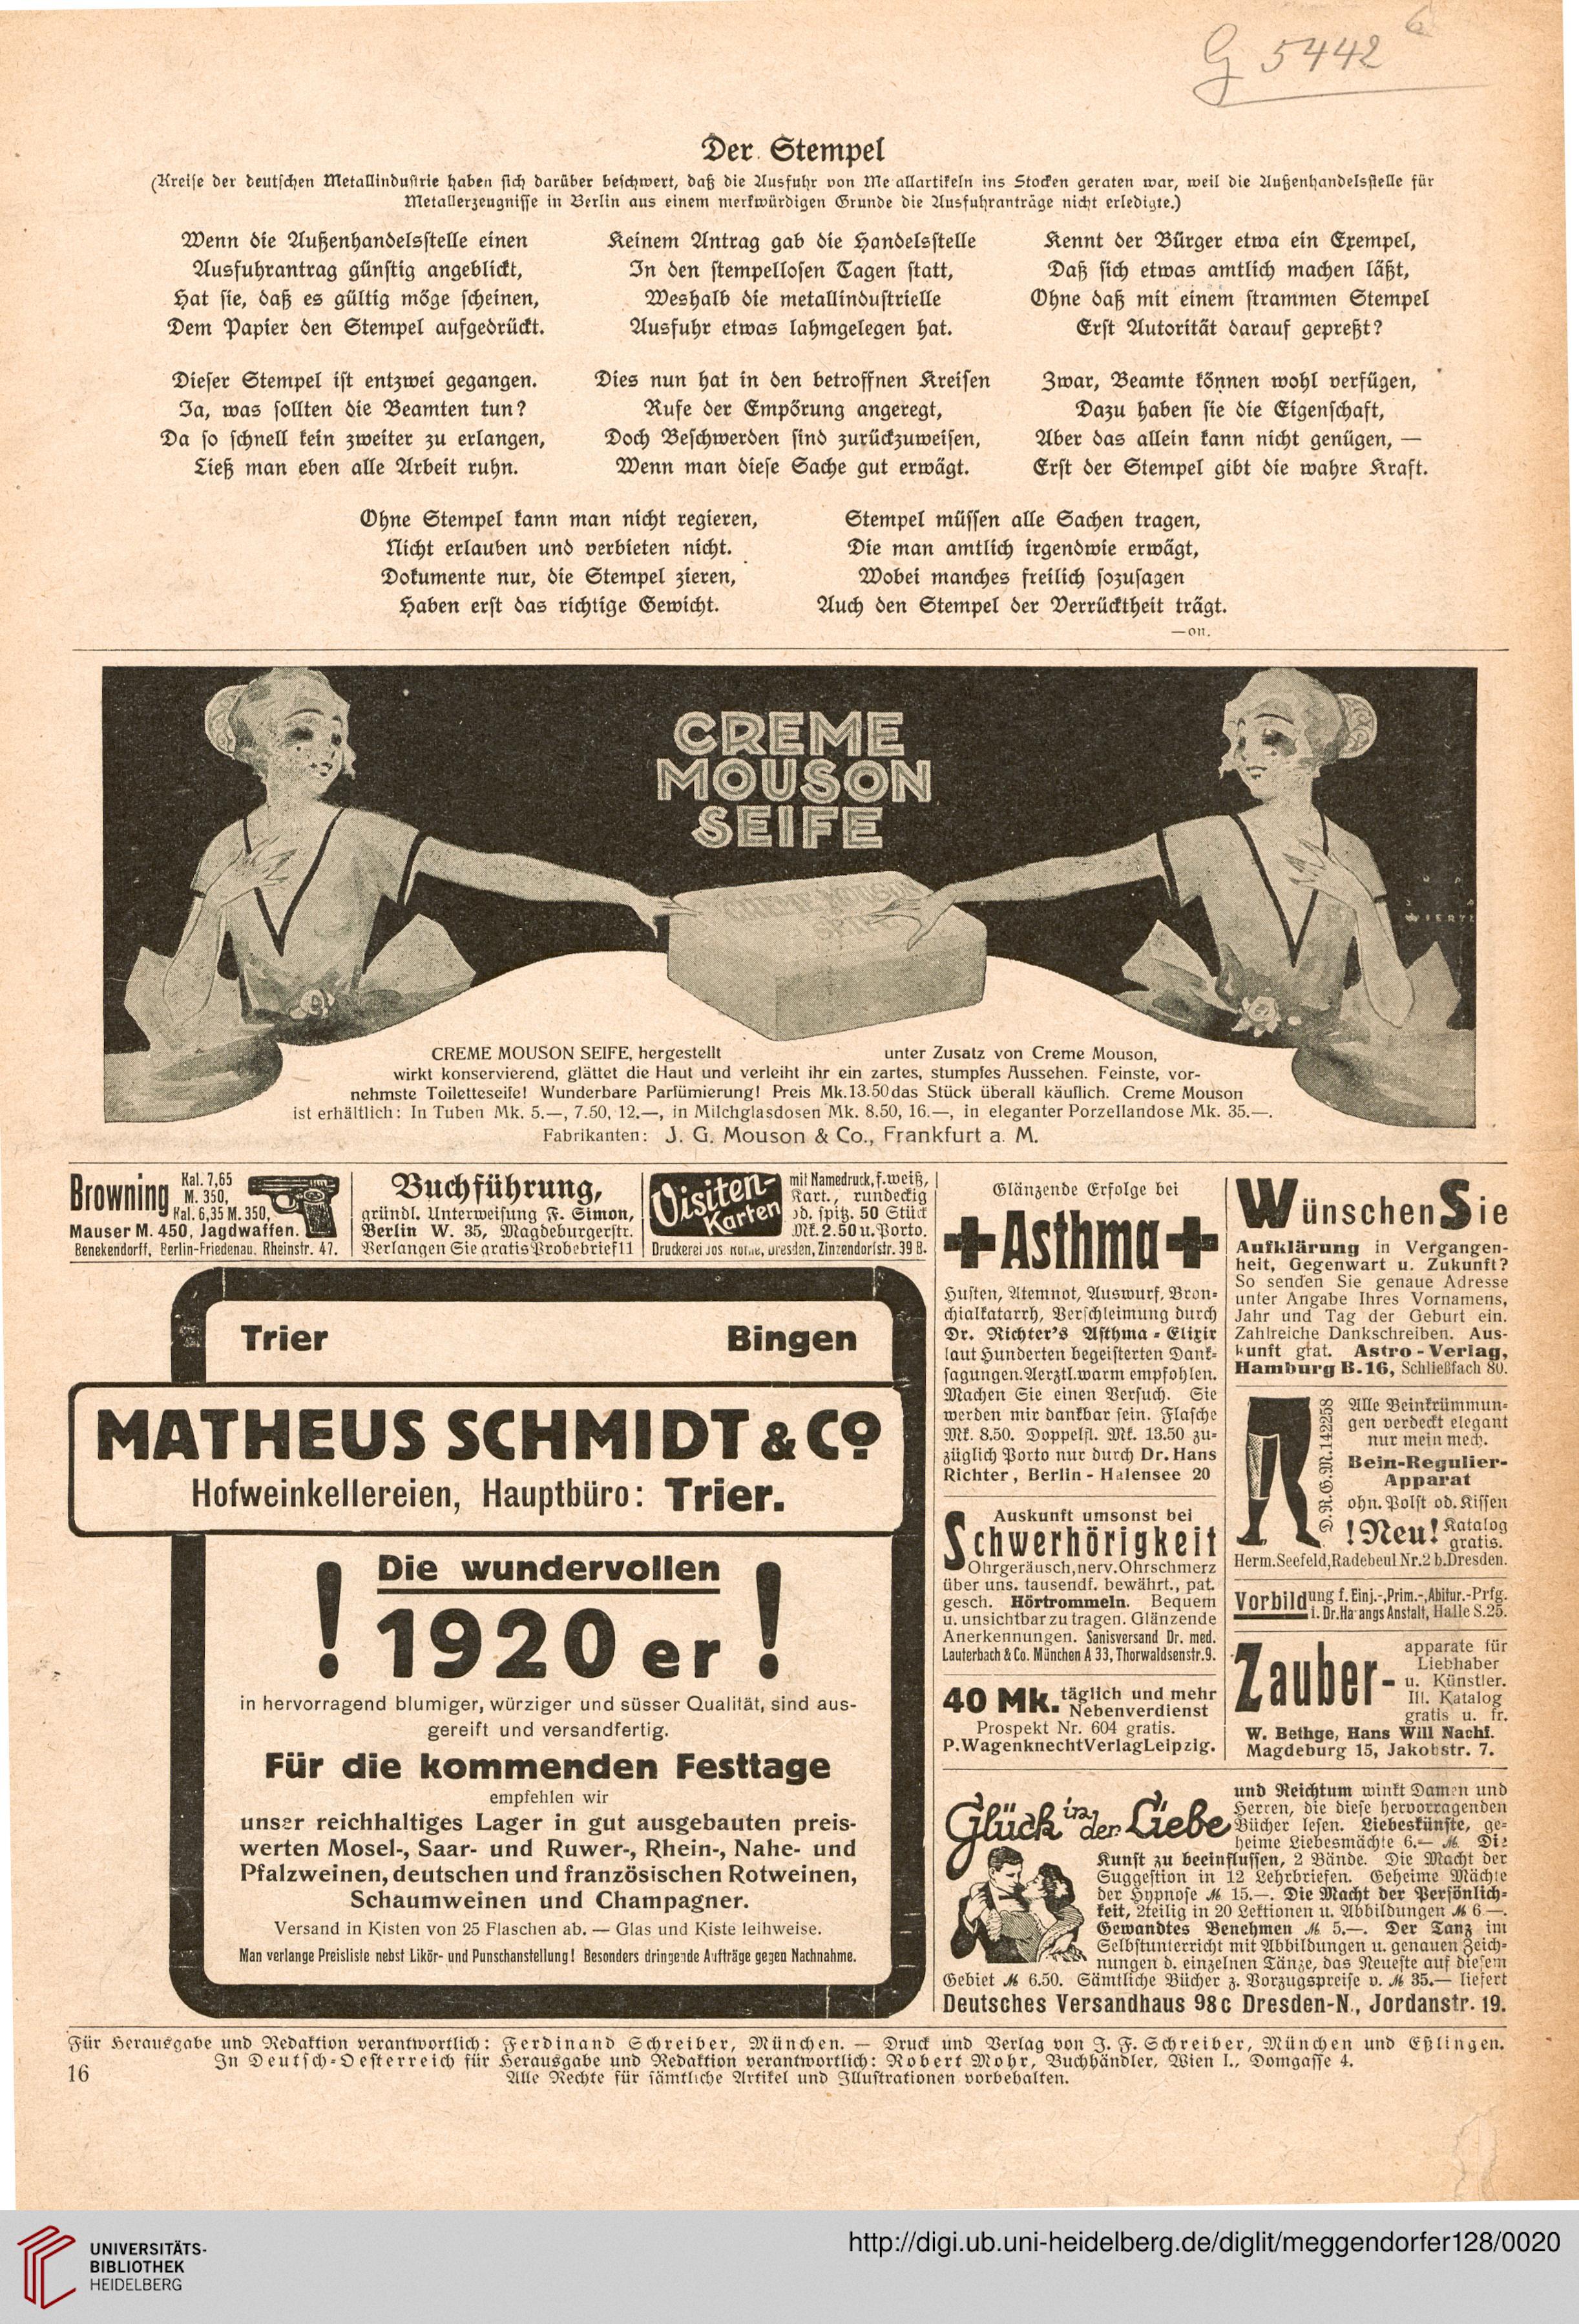 G 5442
Der Stempel
(Kreise der deutschen Metallindustrie haben sich darüber beschwert, daß die Ausfuhr von Me allartikeln ins Stocken geraten war, weil die Außenhandelsstelle für
Metallerzeugnisse in Berlin aus einem merkwürdigen Grunde die Ausfuhranträge nicht erledigte.)
Wenn die Außenhandelsstelle einen
Ausfuhrantrag günstig angeblickt,
Hat sie, daß es gültig möge scheinen,
Dem Papier den Stempel aufgedrückt.
Dieser Stempel ist entzwei gegangen.
Ja, was sollten die Beamten tun?
Da so schnell kein zweiter zu erlangen,
Ließ man eben alle Arbeit ruhn.
Keinem Antrag gab die Handelsstelle
In den stempellosen Tagen statt,
Weshalb die metallindustrielle
Ausfuhr etwas lahmgelegen hat.
Dies nun hat in den betroffnen Kreisen
Rufe der Empörung angeregt,
Doch Beschwerden sind zurückzuweisen,
Wenn man diese Sache gut erwägt.
Kennt der Bürger etwa ein Exempel,
Daß sich etwas amtlich machen läßt,
Ohne daß mit einem strammen Stempel
Erst Autorität darauf gepreßt?
Zwar, Beamte können wohl verfügen,
Dazu haben sie die Eigenschaft,
Aber das allein kann nicht genügen, —
Erst der Stempel gibt die wahre Kraft.
Ohne Stempel kann man nicht regieren,
Nicht erlauben und verbieten nicht.
Dokumente nur, die Stempel zieren,
Haben erst das richtige Gewicht.
Stempel müssen alle Sachen tragen,
Die man amtlich irgendwie erwägt,
Wobei manches freilich sozusagen
Auch den Stempel der Verrücktheit trägt.
—on.
CREME
MOUSON
SEIFE
CREME MOUSON
SEIFE
CREME MOUSON SEIFE, hergestellt unter Zusatz von Creme Mouson,
wirkt konservierend, glättet die Haut und verleiht ihr ein zartes, stumpfes Aussehen. Feinste, vor-
nehmste Toiletteseife! Wunderbare Parfümierung! Preis Mk.13.50 das Stück überall käuflich. Creme Mouson
ist erhältlich: In Tuben Mk. 5.—, 7.50, 12.—, in Milchglasdosen Mk. 8.50, 16.—, in eleganter Porzellandose Mk. 35.—.
Fabrikanten: J. G. Mouson & Co., Frankfurt a. M.
Browning Kal. 7,65
M. 350,
Kal. 6,35 M. 350,
Mauser M. 450, Jagdwaffen.
Benekendorff, Berlin-Friedenau, Rheinstr. 47.
Buchführung,
gründl. Unterweisung F. Simon,
Berlin W. 35, Magdeburgerstr.
Verlangen Sie gratis Probebrief 11
Visiten-
Karten
mit Namedruck, f. weiß,
Kart., rundeckig
od. spitz. 50 Stück
Mk. 2.50 u. Porto.
Druckerei Jos. Dresden, Zinzendorfstr. 39 B.
Trier Bingen
MATHEUS SCHMIDT & Co
Hofweinkellereien, Hauptbüro: Trier.
Die wundervollen
! 1920er !
in hervorragend blumiger, würziger und süsser Qualität, sind aus-
gereift und versandfertig.
Für die kommenden Festtage
empfehlen wir
unser reichhaltiges Lager in gut ausgebauten preis-
werten Mosel-, Saar- und Ruwer-, Rhein-, Nahe- und
Pfalzweinen, deutschen und französischen Rotweinen,
Schaumweinen und Champagner.
Versand in Kisten von 25 Flaschen ab. — Glas und Kiste leihweise.
Man verlange Preisliste nebst Likör- und Punschanstellung! Besonders dringende Aufträge gegen Nachnahme.
Glänzende Erfolge bei
+Asthma+
Husten, Atemnot, Auswurf, Bron-
chialkatarrh, Verschleimung durch
Dr. Richter's Asthma-Elixir
laut Hunderten begeisterten Dank-
sagungen. Aerztl. warm empfohlen.
Machen Sie einen Versuch. Sie
werden mir dankbar sein. Flasche
Mk. 8.50. Doppelfl. Mk. 13.50 zu-
züglich Porto nur durch Dr. Hans
Richter, Berlin-Halensee 20
Auskunft umsonst bei
Schwerhörigkeit
Ohrgeräusch, nerv. Ohrschmerz
über uns. tausendf. bewährt., pat.
gesch. Hörtrommeln. Bequem
u. unsichtbar zu tragen. Glänzende
Anerkennungen. Sanisversand Dr. med.
Lauterbach & Co. München A 33, Thorwaldsenstr. 9.
40 Mk. täglich und mehr
Nebenverdienst
Prospekt Nr. 604 gratis.
P. Wagenknecht Verlag Leipzig.
Wünschen Sie
Aufklärung in Vergangen-
heit, Gegenwart u. Zukunft?
So senden Sie genaue Adresse
unter Angabe Ihres Vornamens,
Jahr und Tag der Geburt ein.
Zahlreiche Dankschreiben. Aus-
kunft grat. Astro-Verlag,
Hamburg B. 16, Schließfach 80.
D.R.G.M. 142258
Alle Beinkrümmun-
gen verdeckt elegant
nur mein mech.
Bein-Regulier-
Apparat
ohn. Polst od. Kissen
!Neu! Katalog
gratis.
Herm. Seefeld, Radebeul Nr. 2 b. Dresden.
Vorbildung f. Einj.-, Prim.-, Abitur.-Prfg.
i. Dr. Ha angs Anstalt, Halle S. 25.
Zauber-
apparate für
Liebhaber
u. Künstler.
Ill. Katalog
gratis u. fr.
W. Bethge, Hans Will Nachf.
Magdeburg 15, Jakobstr. 7.
Glück in der Liebe
und Reichtum winkt Damen und
Herren, die diese hervorragenden
Bücher lesen. Liebeskünste, ge-
heime Liebesmächte 6.— M. Die
Kunst zu beeinflussen, 2 Bände. Die Macht der
Suggestion in 12 Lehrbriefen. Geheime Mächte
der Hypnose M 15.—. Die Macht der Persönlich-
keit, 2teilig in 20 Lektionen u. Abbildungen M 6.—.
Gewandtes Benehmen M 5.—. Der Tanz im
Selbstunterricht mit Abbildungen u. genauen Zeich-
nungen d. einzelnen Tänze, das Neueste auf diesem
Gebiet M 6.50. Sämtliche Bücher z. Vorzugspreise v. M 35.— liefert
Deutsches Versandhaus 98c Dresden-N., Jordanstr. 19.
Für Herausgabe und Redaktion verantwortlich: Ferdinand Schreiber, München. — Druck und Verlag von J. F. Schreiber, München und Eßlingen.
In Deutsch-Oesterreich für Herausgabe und Redaktion verantwortlich: Robert Mohr, Buchhändler, Wien I., Domgasse 4.
Alle Rechte für sämtliche Artikel und Illustrationen vorbehalten.
16
UNIVERSITÄTS-
BIBLIOTHEK
HEIDELBERG
http://digi.ub.uni-heidelberg.de/diglit/meggendorfer128/0020